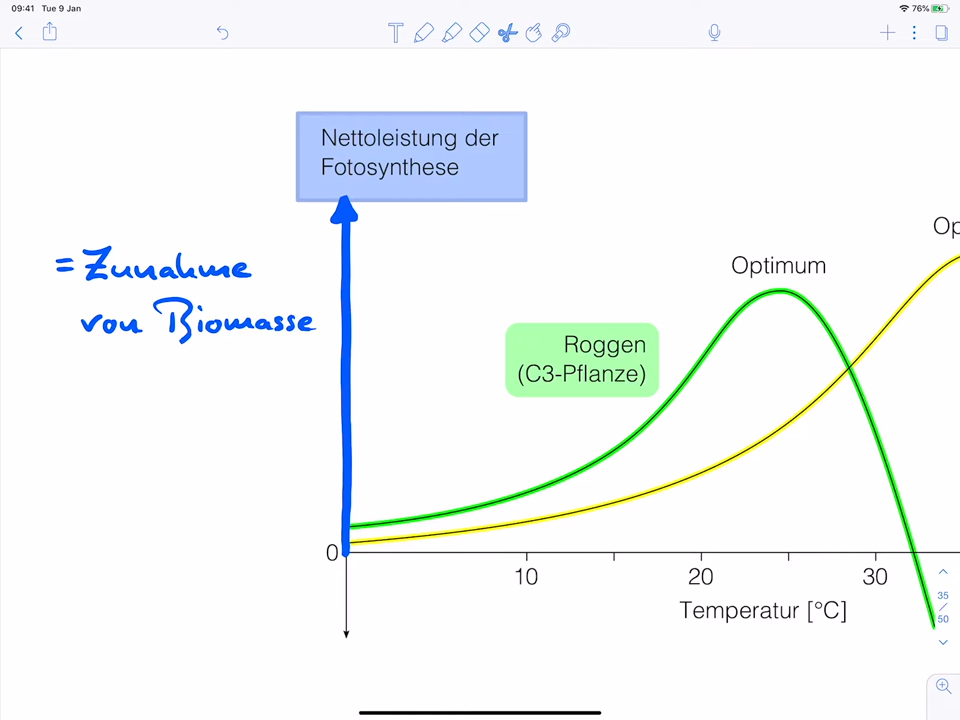 09:41 Tue 9 Jan
76%
Nettoleistung der
Fotosynthese
= Zunahme
von Biomasse
Op
Optimum
Roggen
(C3-Pflanze)
0
10 20 30
Temperatur [°C]
35
/
50